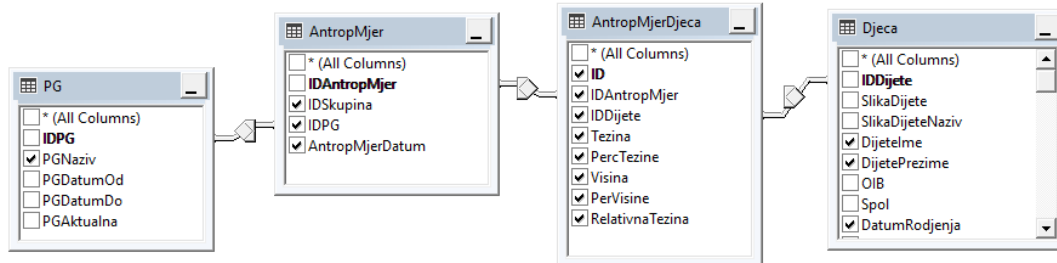 PG
* (All Columns)
IDPG
PGNaziv
PGDatumOd
PGDatumDo
PGAktualna
AntropMjer
* (All Columns)
IDAntropMjer
IDSkupina
IDPG
AntropMjerDatum
AntropMjerDjeca
* (All Columns)
ID
IDAntropMjer
IDDijete
Tezina
PercTezine
Visina
PerVisine
RelativnaTezina
Djeca
* (All Columns)
IDDijete
SlikaDijete
SlikaDijeteNaziv
DijeteIme
DijetePrezime
OIB
Spol
DatumRodjenja